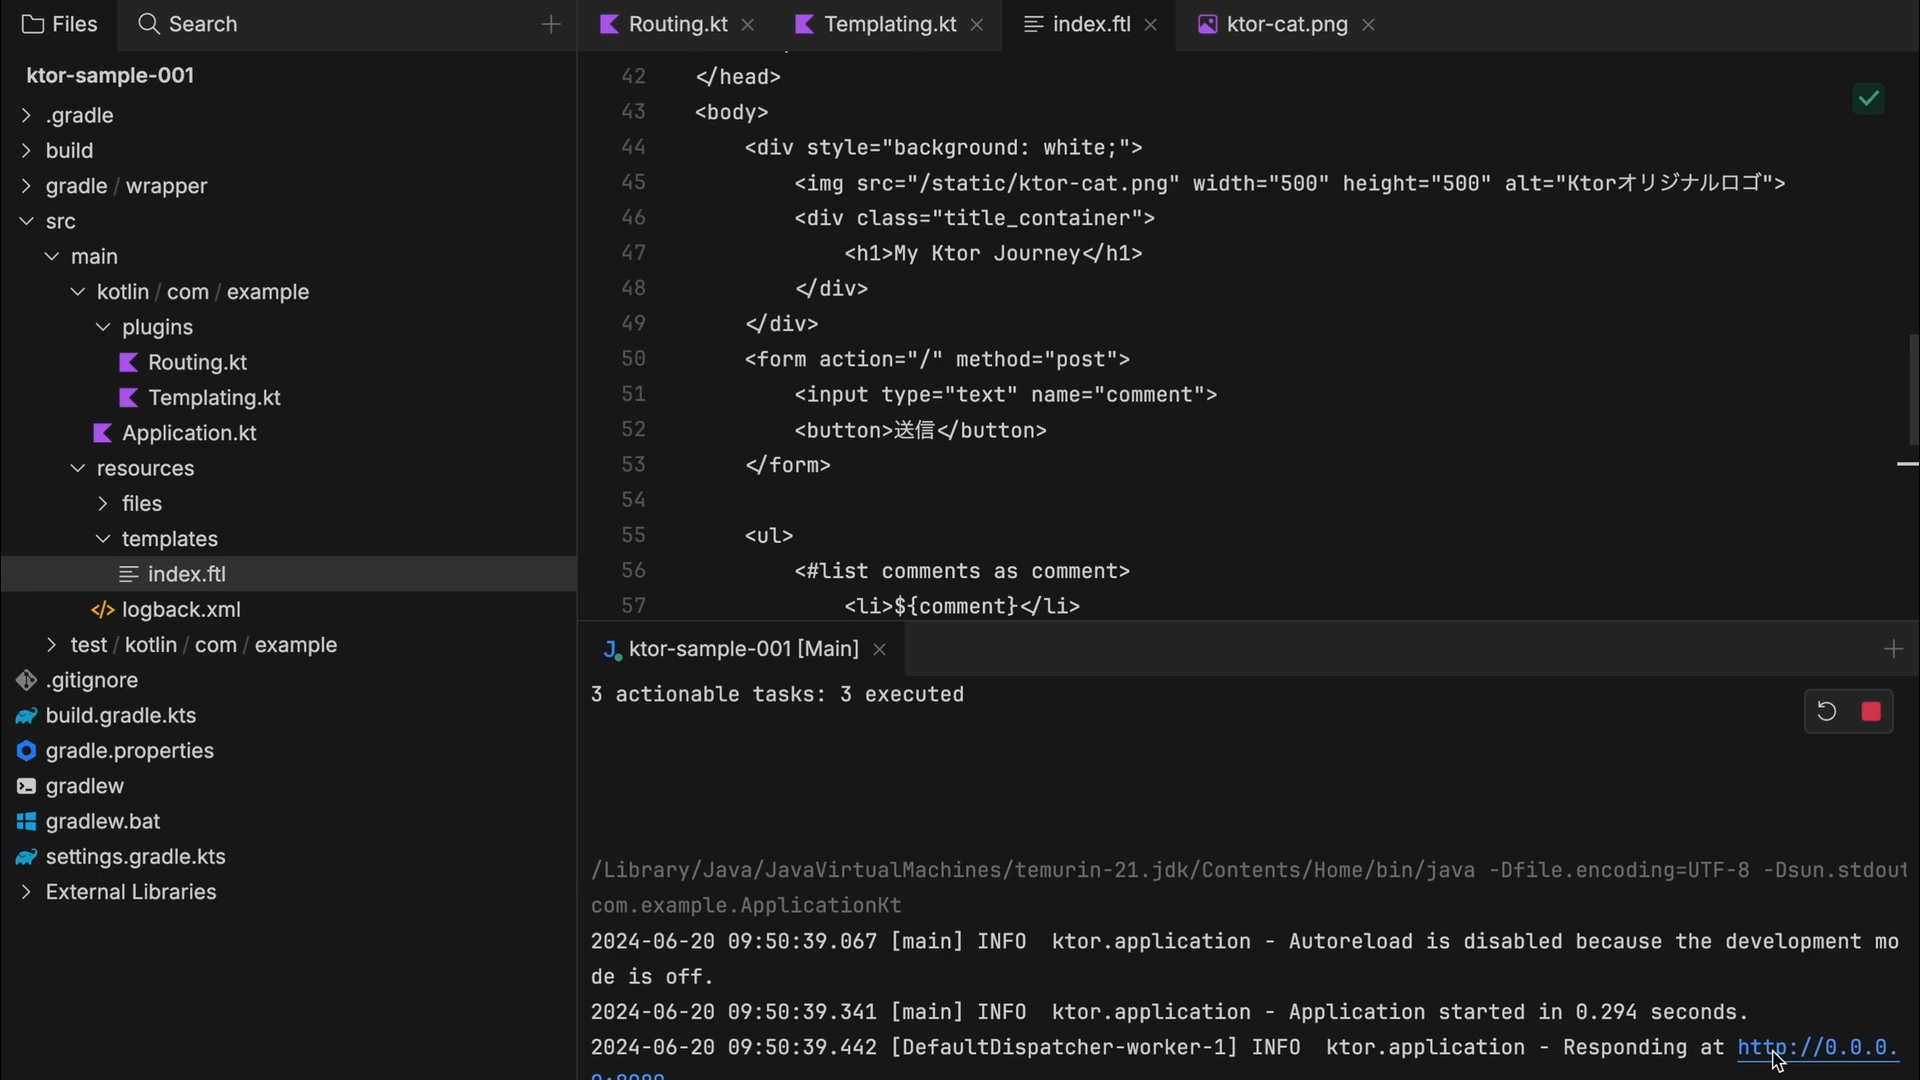 Files
Search
Routing.kt
Templating.kt
index.ftl
ktor-cat.png
ktor-sample-001
.gradle
build
gradle / wrapper
src
main
kotlin / com / example
plugins
Routing.kt
Templating.kt
Application.kt
resources
files
templates
index.ftl
logback.xml
test / kotlin / com / example
.gitignore
build.gradle.kts
gradle.properties
gradlew
gradlew.bat
settings.gradle.kts
External Libraries
42 </head>
43 <body>
44 <div style="background: white;">
45 <img src="/static/ktor-cat.png" width="500" height="500" alt="Ktorオリジナルロゴ">
46 <div class="title_container">
47 <h1>My Ktor Journey</h1>
48 </div>
49 </div>
50 <form action="/" method="post">
51 <input type="text" name="comment">
52 <button>送信</button>
53 </form>
54
55 <ul>
56 <#list comments as comment>
57 <li>${comment}</li>
ktor-sample-001 [Main]
3 actionable tasks: 3 executed
/Library/Java/JavaVirtualMachines/temurin-21.jdk/Contents/Home/bin/java -Dfile.encoding=UTF-8 -Dsun.stdout
com.example.ApplicationKt
2024-06-20 09:50:39.067 [main] INFO ktor.application - Autoreload is disabled because the development mo
de is off.
2024-06-20 09:50:39.341 [main] INFO ktor.application - Application started in 0.294 seconds.
2024-06-20 09:50:39.442 [DefaultDispatcher-worker-1] INFO ktor.application - Responding at http://0.0.0.
0:8080